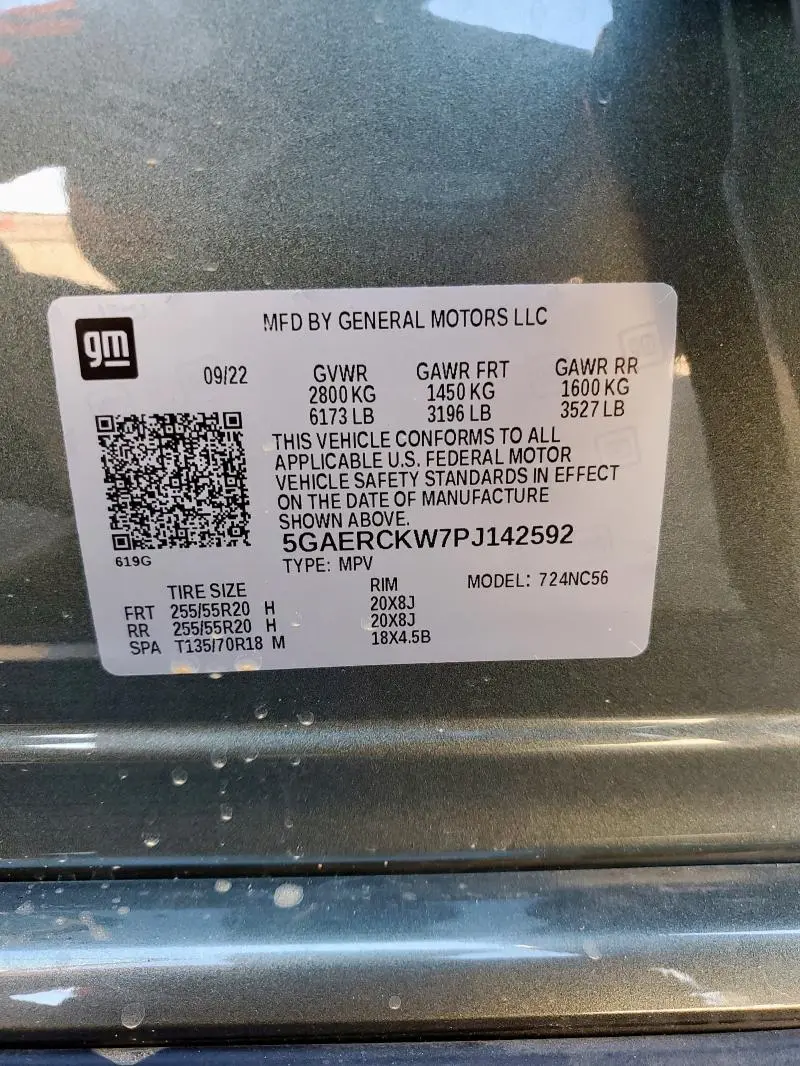 gm
MFD BY GENERAL MOTORS LLC
09/22 GVWR GAWR FRT GAWR RR
2800 KG 1450 KG 1600 KG
6173 LB 3196 LB 3527 LB
THIS VEHICLE CONFORMS TO ALL
APPLICABLE U.S. FEDERAL MOTOR
VEHICLE SAFETY STANDARDS IN EFFECT
ON THE DATE OF MANUFACTURE
SHOWN ABOVE.
619G
5GAERCKW7PJ142592
TYPE: MPV MODEL: 724NC56
TIRE SIZE RIM
FRT 255/55R20 H 20X8J
RR 255/55R20 H 20X8J
SPA T135/70R18 M 18X4.5B